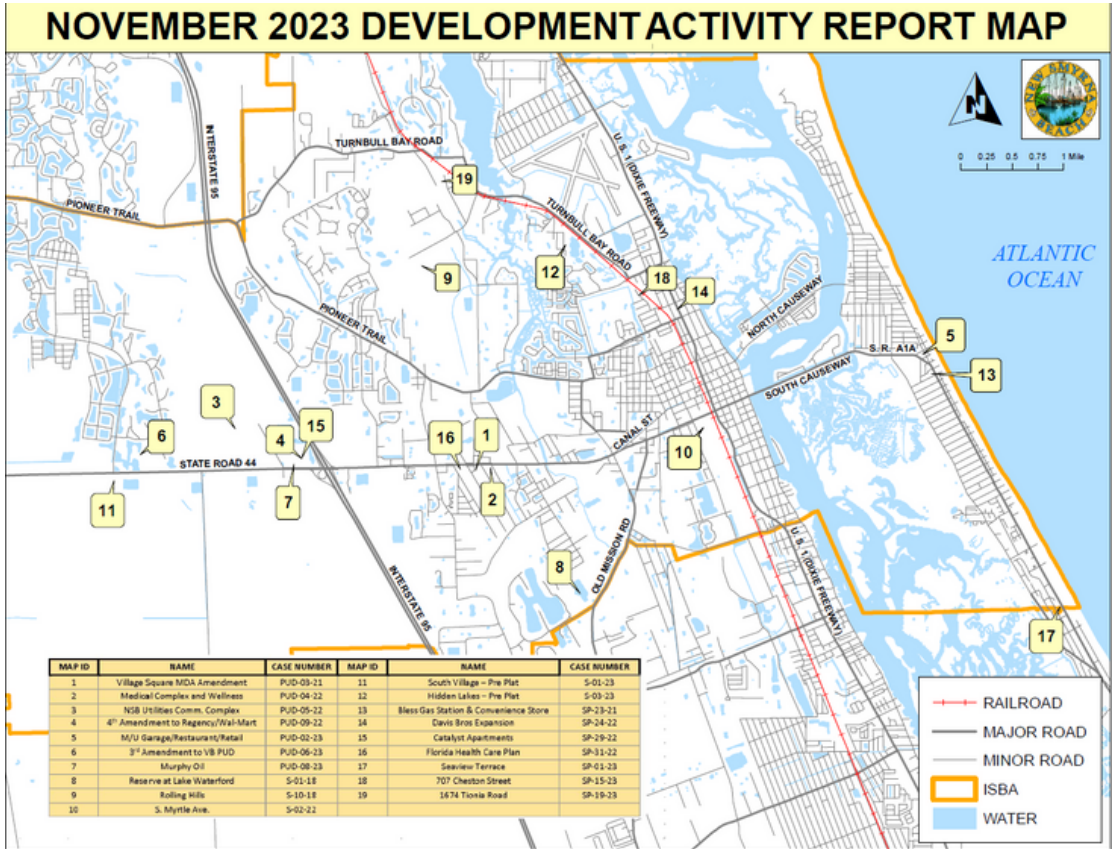 NOVEMBER 2023 DEVELOPMENT ACTIVITY REPORT MAP
N
NEW SMYRNA BEACH
0 0.25 0.5 0.75 1 Mile
ATLANTIC
OCEAN
TURNBULL BAY ROAD
INTERSTATE 95
U. S. 1 (DIXIE FREEWAY)
19
PIONEER TRAIL
TURNBULL BAY ROAD
12
9
18
14
NORTH CAUSEWAY
PIONEER TRAIL
S. R. A1A
5
13
SOUTH CAUSEWAY
3
15
6
4
16
1
CANAL ST
10
STATE ROAD 44
11
7
2
OLD MISSION RD
U. S. 1 (DIXIE FREEWAY)
8
INTERSTATE 95
17
MAP ID NAME CASE NUMBER MAP ID NAME CASE NUMBER
1 Village Square MDA Amendment PUD-03-21 11 South Village – Pre Plat S-01-23
2 Medical Complex and Wellness PUD-04-22 12 Hidden Lakes – Pre Plat S-03-23
3 NSB Utilities Comm. Complex PUD-05-22 13 Bless Gas Station & Convenience Store SP-23-21
4 4th Amendment to Regency/Wal-Mart PUD-09-22 14 Davis Bros Expansion SP-24-22
5 M/U Garage/Restaurant/Retail PUD-02-23 15 Catalyst Apartments SP-29-22
6 3rd Amendment to VB PUD PUD-06-23 16 Florida Health Care Plan SP-31-22
7 Murphy Oil PUD-08-23 17 Seaview Terrace SP-01-23
8 Reserve at Lake Waterford S-01-18 18 707 Cheston Street SP-15-23
9 Rolling Hills S-10-18 19 1674 Tionia Road SP-19-23
10 S. Myrtle Ave. S-02-22
RAILROAD
MAJOR ROAD
MINOR ROAD
ISBA
WATER